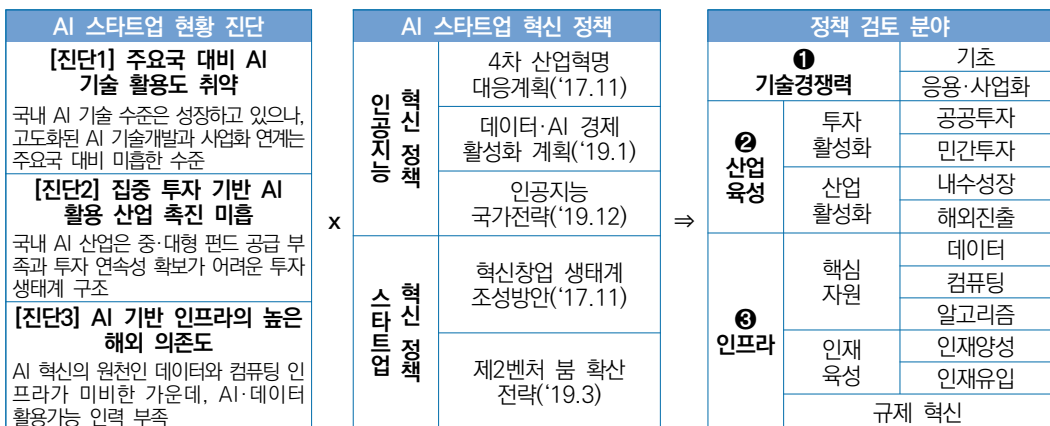 AI 스타트업 현황 진단
[진단1] 주요국 대비 AI
기술 활용도 취약
국내 AI 기술 수준은 성장하고 있으나,
고도화된 AI 기술개발과 사업화 연계는
주요국 대비 미흡한 수준
[진단2] 집중 투자 기반 AI
활용 산업 촉진 미흡
국내 AI 산업은 중·대형 펀드 공급 부
족과 투자 연속성 확보가 어려운 투자
생태계 구조
[진단3] AI 기반 인프라의 높은
해외 의존도
AI 혁신의 원천인 데이터와 컴퓨팅 인
프라가 미비한 가운데, AI·데이터
활용가능 인력 부족
x
AI 스타트업 혁신 정책
인공지능
혁신 정책
4차 산업혁명
대응계획('17.11)
데이터·AI 경제
활성화 계획('19.1)
인공지능
국가전략('19.12)
스타트업
혁신 정책
혁신창업 생태계
조성방안('17.11)
제2벤처 붐 확산
전략('19.3)
⇒
정책 검토 분야
❶
기술경쟁력
기초
응용·사업화
❷
산업
육성
투자
활성화
공공투자
민간투자
산업
활성화
내수성장
해외진출
❸
인프라
핵심
자원
데이터
컴퓨팅
알고리즘
인재
육성
인재양성
인재유입
규제 혁신